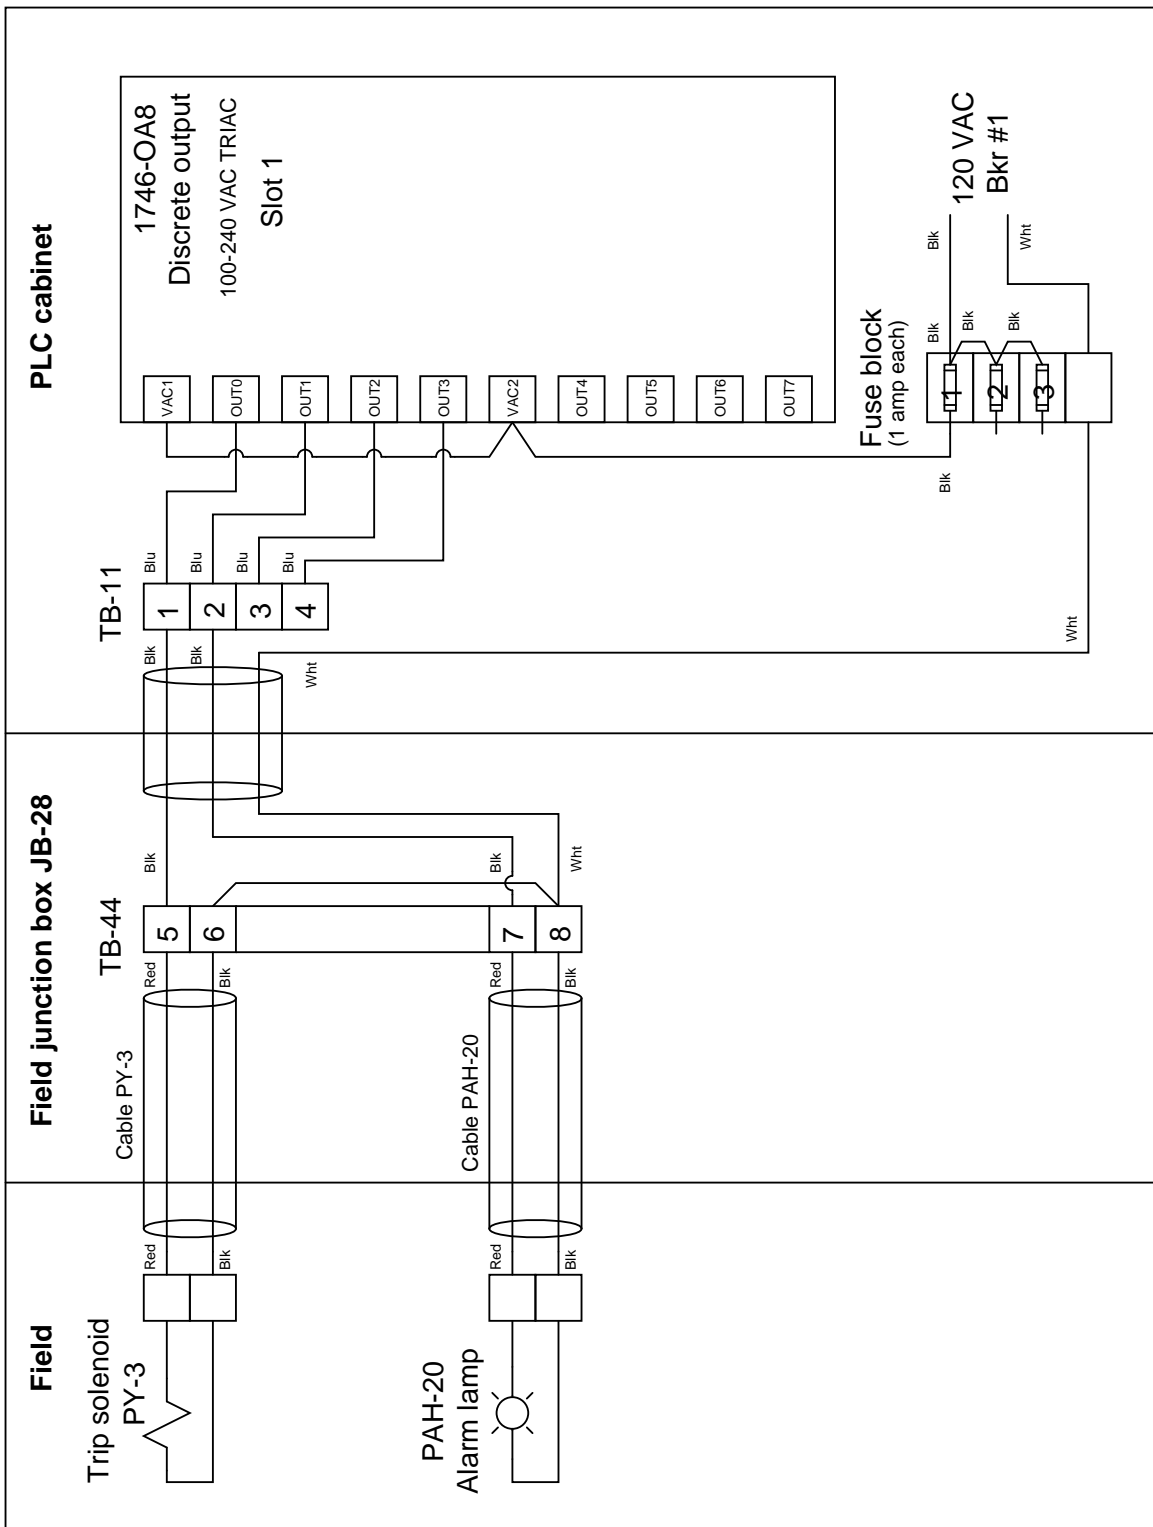 Field
Field junction box JB-28
PLC cabinet
Trip solenoid
PY-3
Red
Blk
Cable PY-3
Red
Blk
TB-44
5
6
7
8
Blk
Blk
Wht
PAH-20
Alarm lamp
Red
Blk
Cable PAH-20
Red
Blk
TB-11
Blk
Blk
Wht
1
2
3
4
Blu
Blu
Blu
Blu
VAC1
OUT0
OUT1
OUT2
OUT3
VAC2
OUT4
OUT5
OUT6
OUT7
1746-OA8
Discrete output
100-240 VAC TRIAC
Slot 1
Fuse block
(1 amp each)
1
2
3
Blk
Blk
Blk
Blk
Blk
Wht
Wht
120 VAC
Bkr #1